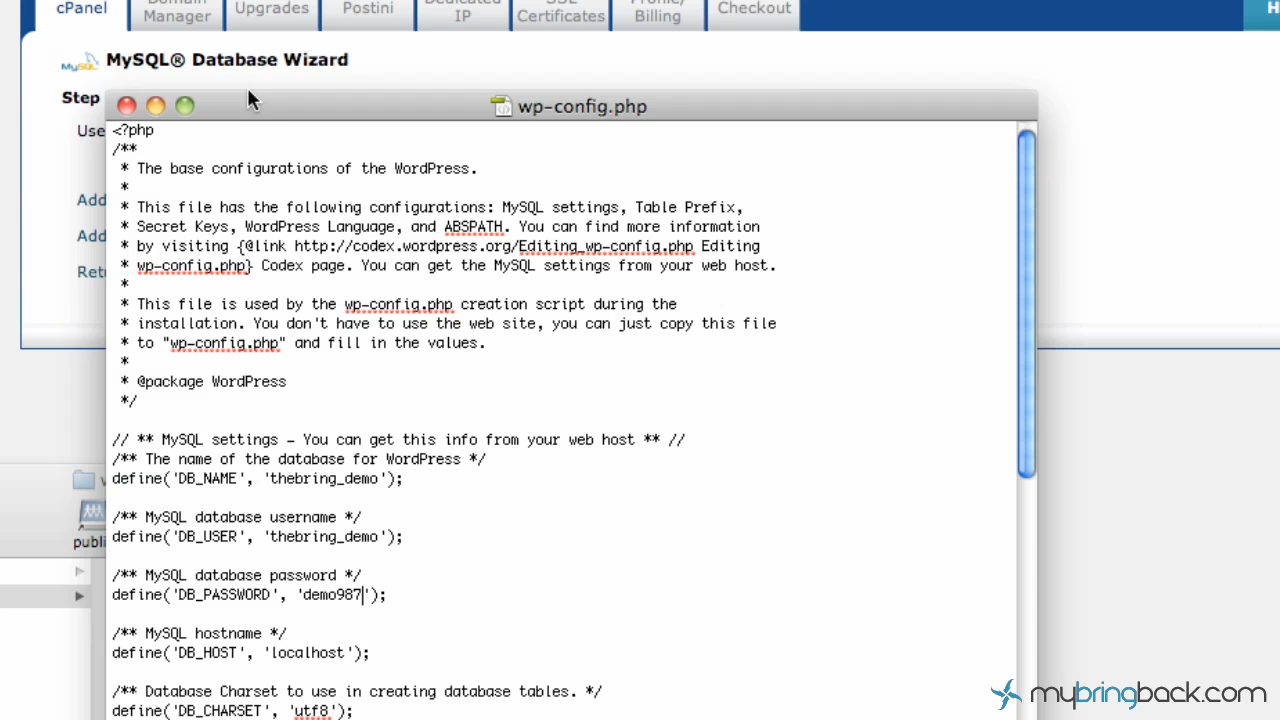 cPanel
Domain Manager
Upgrades
Postini
Dedicated IP
SSL Certificates
Profile/ Billing
Checkout
H
MySQL MySQL® Database Wizard
Step
Use
Add
Add
Ret
publi
wp-config.php
<?php
/**
 * The base configurations of the WordPress.
 *
 * This file has the following configurations: MySQL settings, Table Prefix,
 * Secret Keys, WordPress Language, and ABSPATH. You can find more information
 * by visiting {@link http://codex.wordpress.org/Editing_wp-config.php Editing
 * wp-config.php} Codex page. You can get the MySQL settings from your web host.
 *
 * This file is used by the wp-config.php creation script during the
 * installation. You don't have to use the web site, you can just copy this file
 * to "wp-config.php" and fill in the values.
 *
 * @package WordPress
 */
// ** MySQL settings - You can get this info from your web host ** //
/** The name of the database for WordPress */
define('DB_NAME', 'thebring_demo');
/** MySQL database username */
define('DB_USER', 'thebring_demo');
/** MySQL database password */
define('DB_PASSWORD', 'demo987');
/** MySQL hostname */
define('DB_HOST', 'localhost');
/** Database Charset to use in creating database tables. */
define('DB_CHARSET', 'utf8');
mybringback.com